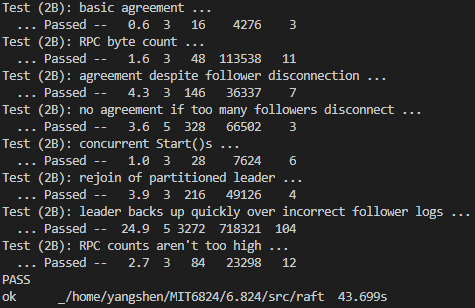 Test (2B): basic agreement ...
  ... Passed --   0.6  3   16    4276    3
Test (2B): RPC byte count ...
  ... Passed --   1.6  3   48  113538   11
Test (2B): agreement despite follower disconnection ...
  ... Passed --   4.3  3  146   36337    7
Test (2B): no agreement if too many followers disconnect ...
  ... Passed --   3.6  5  328   66502    3
Test (2B): concurrent Start()s ...
  ... Passed --   1.0  3   28    7624    6
Test (2B): rejoin of partitioned leader ...
  ... Passed --   3.9  3  216   49126    4
Test (2B): leader backs up quickly over incorrect follower logs ...
  ... Passed --  24.9  5 3272  718321  104
Test (2B): RPC counts aren't too high ...
  ... Passed --   2.7  3   84   23298   12
PASS
ok      _/home/yangshen/MIT6824/6.824/src/raft  43.699s